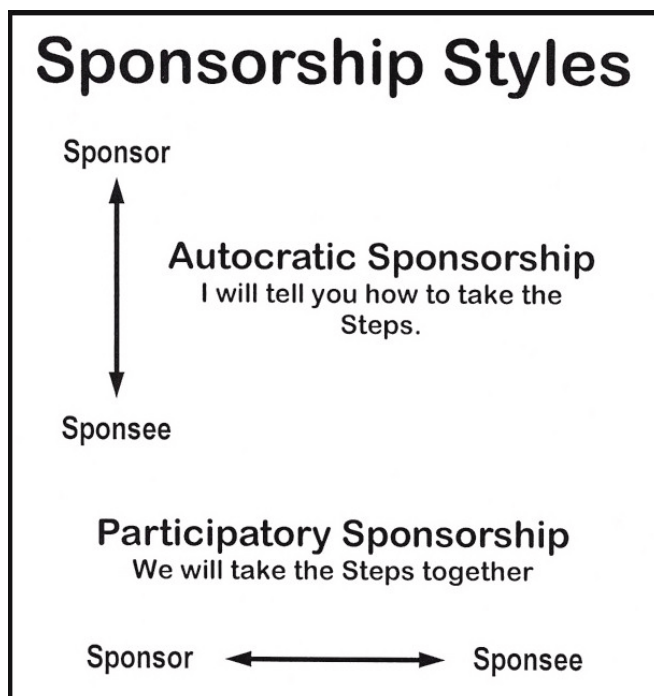 Sponsorship Styles
Sponsor
Autocratic Sponsorship
I will tell you how to take the
Steps.
Sponsee
Participatory Sponsorship
We will take the Steps together
Sponsor Sponsee